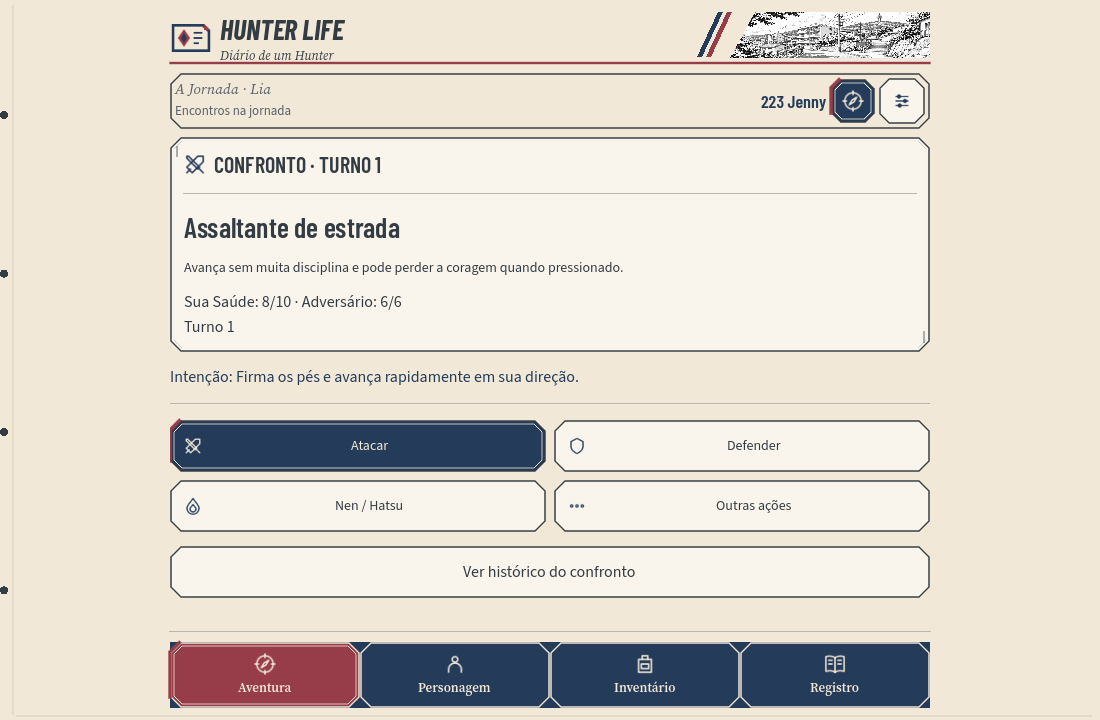 HUNTER LIFE
Diário de um Hunter
A Jornada · Lia
Encontros na jornada
223 Jenny
CONFRONTO · TURNO 1
Assaltante de estrada
Avança sem muita disciplina e pode perder a coragem quando pressionado.
Sua Saúde: 8/10 · Adversário: 6/6
Turno 1
Intenção: Firma os pés e avança rapidamente em sua direção.
Atacar
Defender
Nen / Hatsu
Outras ações
Ver histórico do confronto
Aventura
Personagem
Inventário
Registro